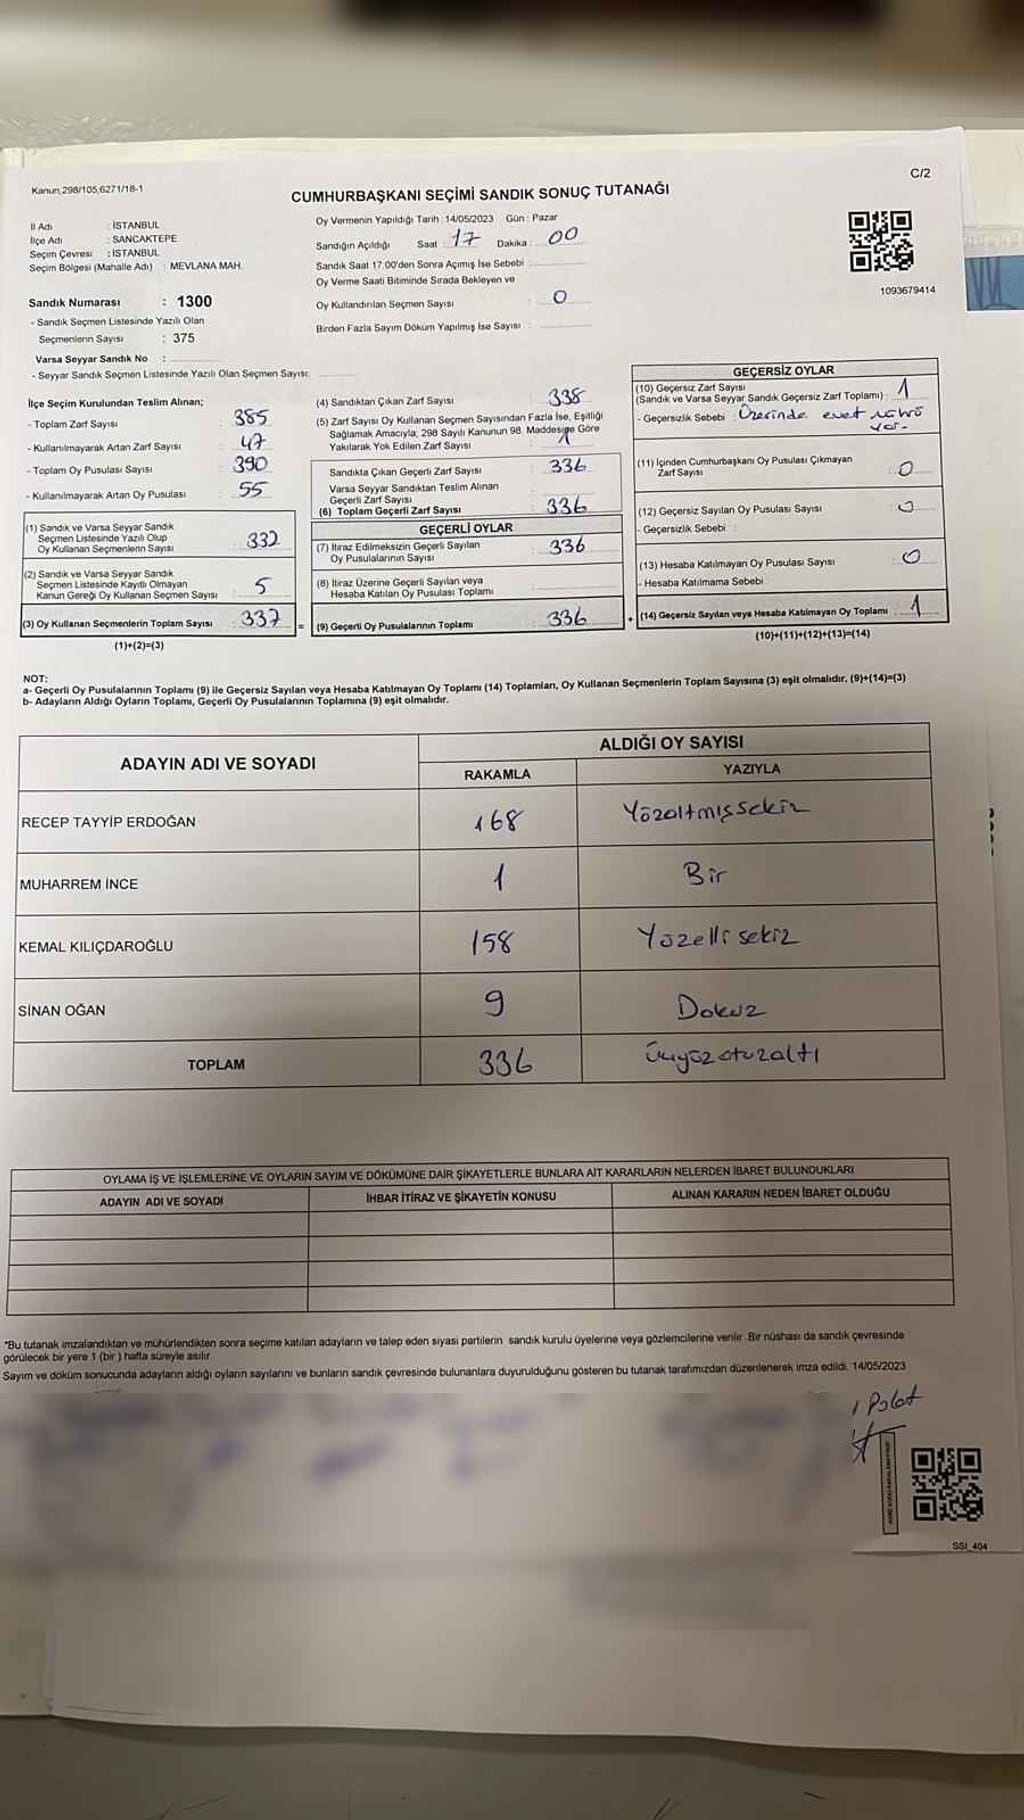 Kanun 298/105,6271/18-1
C/2
CUMHURBAŞKANI SEÇİMİ SANDIK SONUÇ TUTANAĞI
İl Adı : İSTANBUL
İlçe Adı : SANCAKTEPE
Seçim Çevresi : İSTANBUL
Seçim Bölgesi (Mahalle Adı) : MEVLANA MAH.
Sandık Numarası : 1300
- Sandık Seçmen Listesinde Yazılı Olan
Seçmenlerin Sayısı : 375
Varsa Seyyar Sandık No :
- Seyyar Sandık Seçmen Listesinde Yazılı Olan Seçmen Sayısı:
Oy Vermenin Yapıldığı Tarih :14/05/2023 Gün : Pazar
Sandığın Açıldığı Saat : 17 Dakika : 00
Sandık Saat 17.00'den Sonra Açımış İse Sebebi :
Oy Verme Saati Bitiminde Sırada Bekleyen ve
Oy Kullandırılan Seçmen Sayısı : 0
Birden Fazla Sayım Döküm Yapılmış İse Sayısı :
1093679414
İlçe Seçim Kurulundan Teslim Alınan;
- Toplam Zarf Sayısı : 385
- Kullanılmayarak Artan Zarf Sayısı : 47
- Toplam Oy Pusulası Sayısı : 390
- Kullanılmayarak Artan Oy Pusulası : 55
(1) Sandık ve Varsa Seyyar Sandık
Seçmen Listesinde Yazılı Olup
Oy Kullanan Seçmenlerin Sayısı : 332
(2) Sandık ve Varsa Seyyar Sandık
Seçmen Listesinde Kayıtlı Olmayan
Kanun Gereği Oy Kullanan Seçmen Sayısı : 5
(3) Oy Kullanan Seçmenlerin Toplam Sayısı : 337
(1)+(2)=(3)
(4) Sandıktan Çıkan Zarf Sayısı : 338
(5) Zarf Sayısı Oy Kullanan Seçmen Sayısından Fazla İse, Eşitliği
Sağlamak Amacıyla; 298 Sayılı Kanunun 98. Maddesine Göre
Yakılarak Yok Edilen Zarf Sayısı : 1
Sandıkta Çıkan Geçerli Zarf Sayısı : 336
Varsa Seyyar Sandıktan Teslim Alınan
Geçerli Zarf Sayısı :
(6) Toplam Geçerli Zarf Sayısı : 336
GEÇERLİ OYLAR
(7) İtiraz Edilmeksizin Geçerli Sayılan
Oy Pusulalarının Sayısı : 336
(8) İtiraz Üzerine Geçerli Sayılan veya
Hesaba Katılan Oy Pusulası Toplamı :
= (9) Geçerli Oy Pusulalarının Toplamı : 336
GEÇERSİZ OYLAR
(10) Geçersiz Zarf Sayısı
(Sandık ve Varsa Seyyar Sandık Geçersiz Zarf Toplamı) : 1
- Geçersizlik Sebebi : Üzerinde evet mührü
var.
(11) İçinden Cumhurbaşkanı Oy Pusulası Çıkmayan
Zarf Sayısı : 0
(12) Geçersiz Sayılan Oy Pusulası Sayısı : 0
- Geçersizlik Sebebi :
(13) Hesaba Katılmayan Oy Pusulası Sayısı : 0
- Hesaba Katılmama Sebebi
+ (14) Geçersiz Sayılan veya Hesaba Katılmayan Oy Toplamı : 1
(10)+(11)+(12)+(13)=(14)
NOT:
a- Geçerli Oy Pusulalarının Toplamı (9) ile Geçersiz Sayılan veya Hesaba Katılmayan Oy Toplamı (14) Toplamları, Oy Kullanan Seçmenlerin Toplam Sayısına (3) eşit olmalıdır. (9)+(14)=(3)
b- Adayların Aldığı Oyların Toplamı, Geçerli Oy Pusulalarının Toplamına (9) eşit olmalıdır.
ADAYIN ADI VE SOYADI
ALDIĞI OY SAYISI
RAKAMLA YAZIYLA
RECEP TAYYİP ERDOĞAN 168 Yüzaltmışsekiz
MUHARREM İNCE 1 Bir
KEMAL KILIÇDAROĞLU 158 Yüzelli sekiz
SİNAN OĞAN 9 Dokuz
TOPLAM 336 Üçyüzotuzaltı
OYLAMA İŞ VE İŞLEMLERİNE VE OYLARIN SAYIM VE DÖKÜMÜNE DAİR ŞİKAYETLERLE BUNLARA AİT KARARLARIN NELERDEN İBARET BULUNDUKLARI
ADAYIN ADI VE SOYADI İHBAR İTİRAZ VE ŞİKAYETİN KONUSU ALINAN KARARIN NEDEN İBARET OLDUĞU
*Bu tutanak imzalandıktan ve mühürlendikten sonra seçime katılan adayların ve talep eden siyasi partilerin sandık kurulu üyelerine veya gözlemcilerine verilir. Bir nüshası da sandık çevresinde
görülecek bir yere 1 (bir ) hafta süreyle asılır.
Sayım ve döküm sonucunda adayların aldığı oyların sayılarını ve bunların sandık çevresinde bulunanlara duyurulduğunu gösteren bu tutanak tarafımızdan düzenlenerek imza edildi. 14/05/2023
Polat
SSI_404